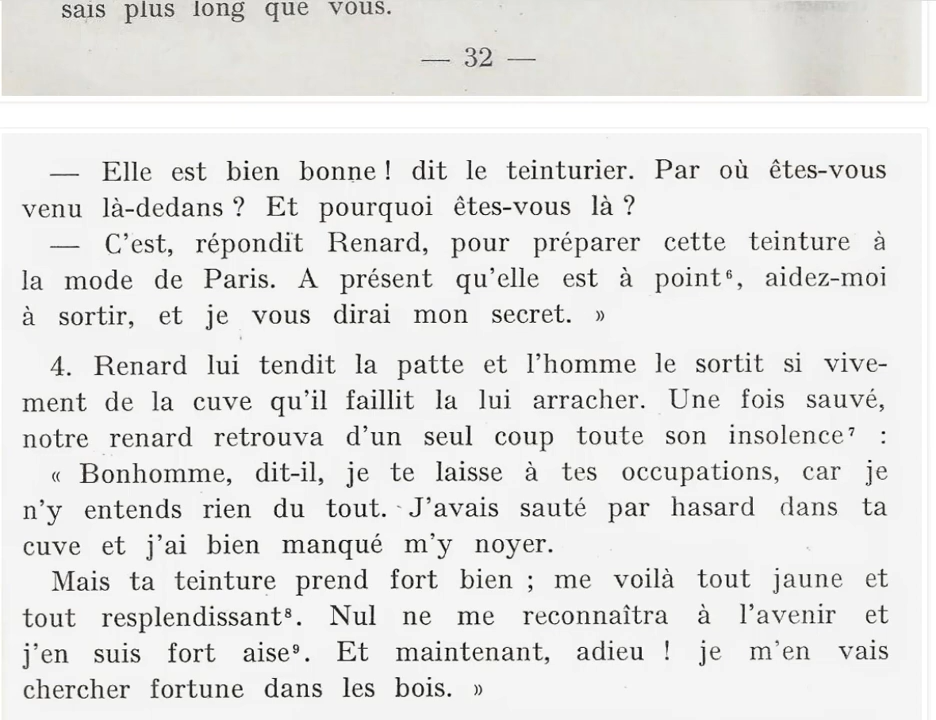 sais plus long que vous.
— 32 —
— Elle est bien bonne ! dit le teinturier. Par où êtes-vous
venu là-dedans ? Et pourquoi êtes-vous là ?
— C'est, répondit Renard, pour préparer cette teinture à
la mode de Paris. A présent qu'elle est à point⁶, aidez-moi
à sortir, et je vous dirai mon secret. »
4. Renard lui tendit la patte et l'homme le sortit si vive-
ment de la cuve qu'il faillit la lui arracher. Une fois sauvé,
notre renard retrouva d'un seul coup toute son insolence⁷ :
« Bonhomme, dit-il, je te laisse à tes occupations, car je
n'y entends rien du tout. J'avais sauté par hasard dans ta
cuve et j'ai bien manqué m'y noyer.
Mais ta teinture prend fort bien ; me voilà tout jaune et
tout resplendissant⁸. Nul ne me reconnaîtra à l'avenir et
j'en suis fort aise⁹. Et maintenant, adieu ! je m'en vais
chercher fortune dans les bois. »